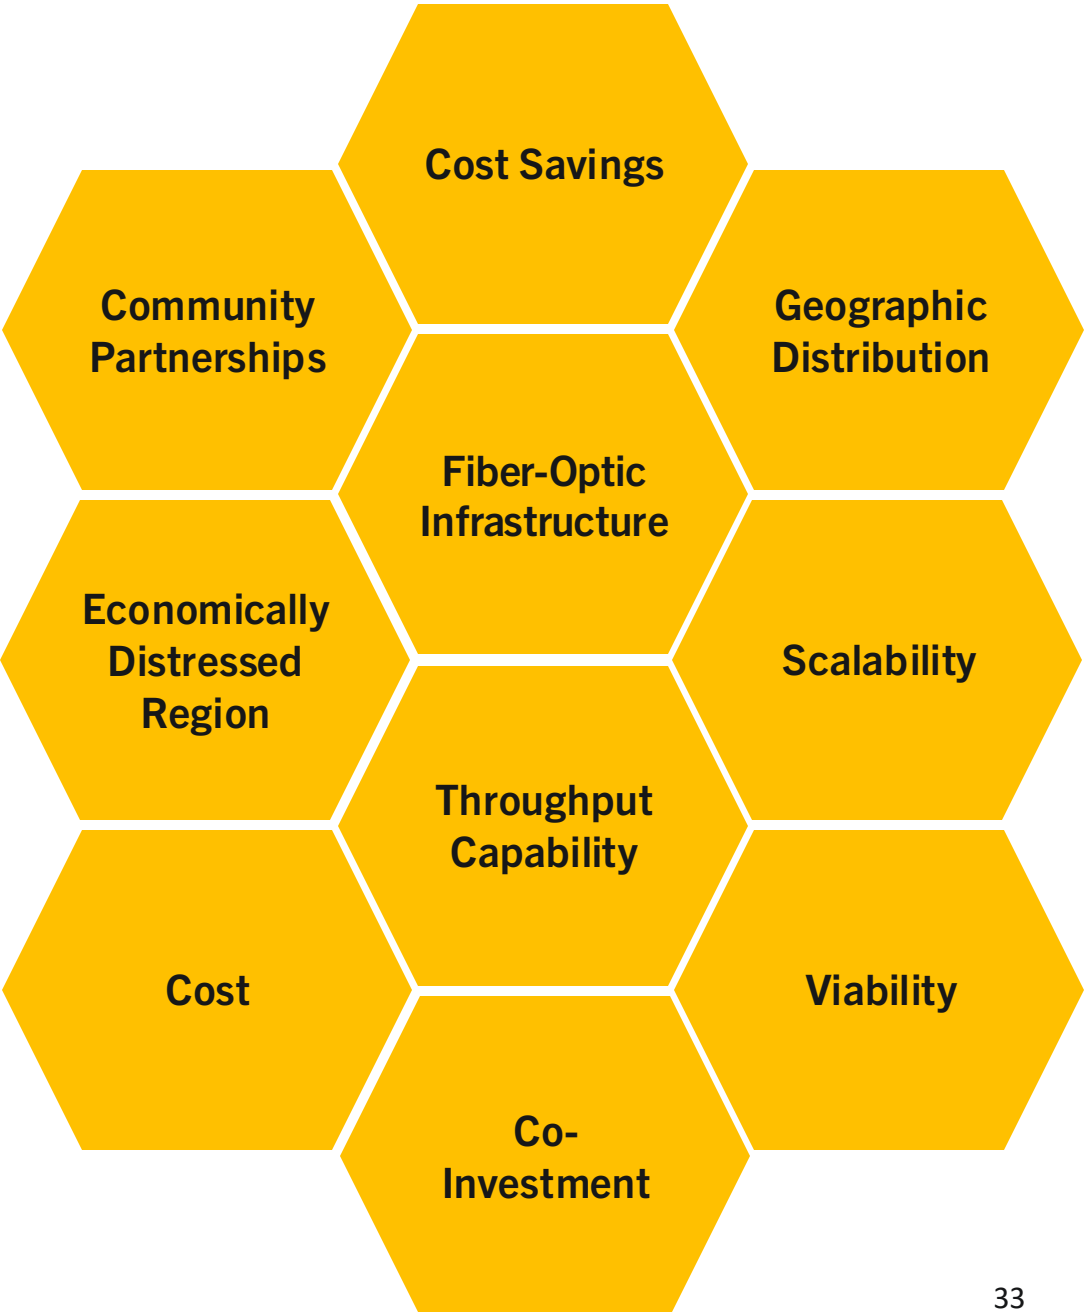 Cost Savings
Community
Partnerships
Geographic
Distribution
Fiber-Optic
Infrastructure
Economically
Distressed
Region
Scalability
Throughput
Capability
Cost
Viability
Co-
Investment
33